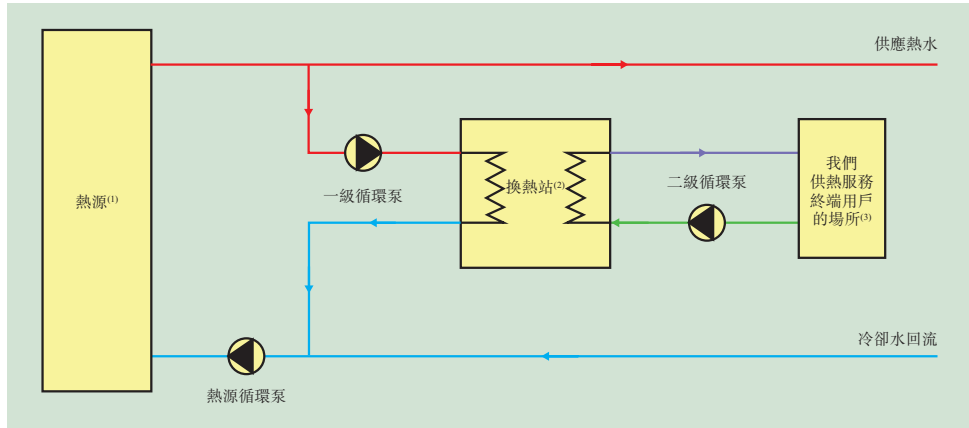 供應熱水
熱源(1)
一級循環泵
換熱站(2)
二級循環泵
我們
供熱服務
終端用戶
的場所(3)
冷卻水回流
熱源循環泵